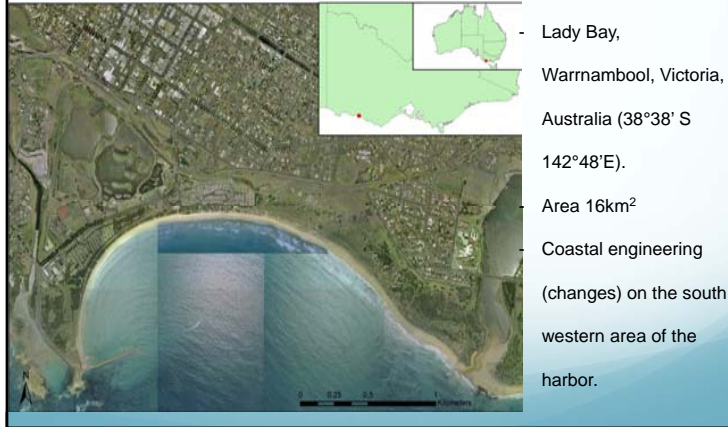 - Lady Bay,
Warrnambool, Victoria,
Australia (38°38' S
142°48'E).
- Area 16km²
- Coastal engineering
(changes) on the south
western area of the
harbor.
N
0 0.25 0.5 1
Kilometers